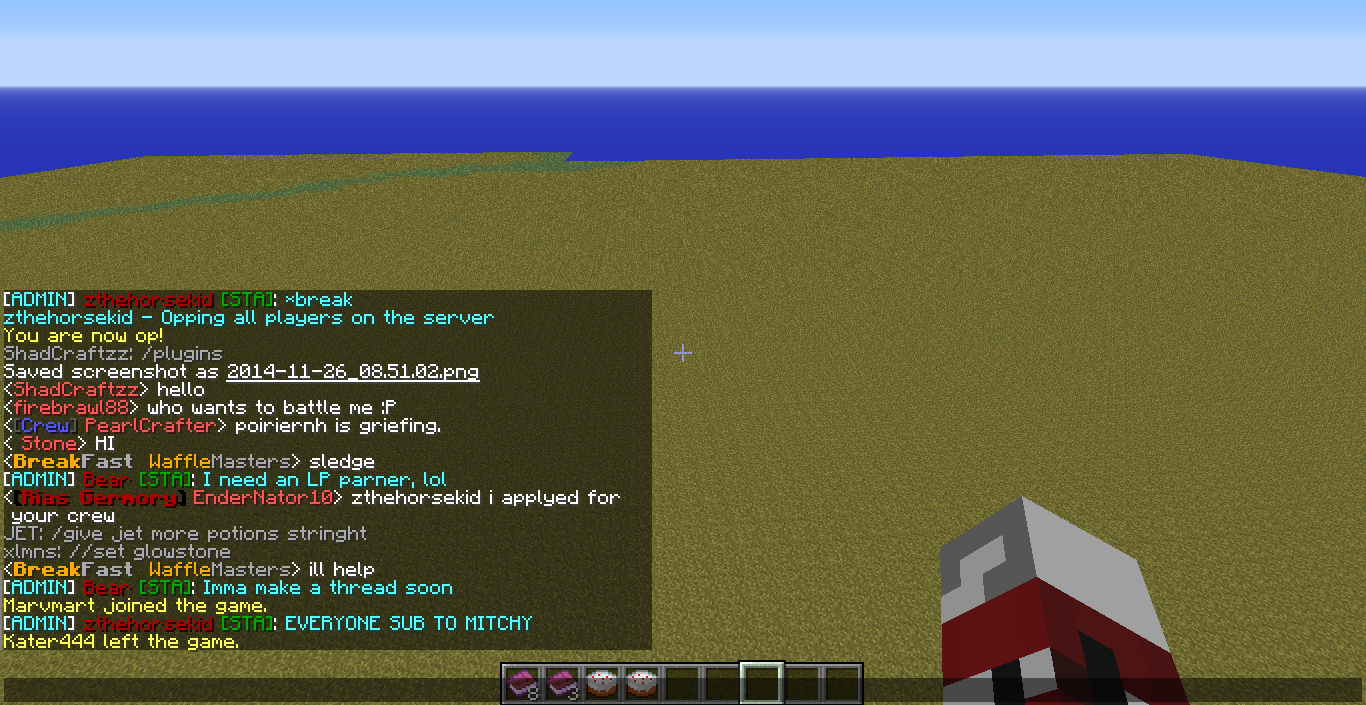 [ADMIN] zthehorsekid [STA]: *break
zthehorsekid - Opping all players on the server
You are now op!
ShadCraftzz: /plugins
Saved screenshot as 2014-11-26_08.51.02.png
<ShadCraftzz> hello
<firebrawl88> who wants to battle me :P
<[Crew] PearlCrafter> poiriernh is griefing.
< Stone> HI
<BreakFast WaffleMasters> sledge
[ADMIN] Bear [STA]: I need an LP parner, lol
<[Rias Germory] EnderNator10> zthehorsekid i applyed for
your crew
JET: /give jet more potions stringht
xlmns: //set glowstone
<BreakFast WaffleMasters> ill help
[ADMIN] Bear [STA]: Imma make a thread soon
Marvmart joined the game.
[ADMIN] zthehorsekid [STA]: EVERYONE SUB TO MITCHY
Kater444 left the game.
8 3